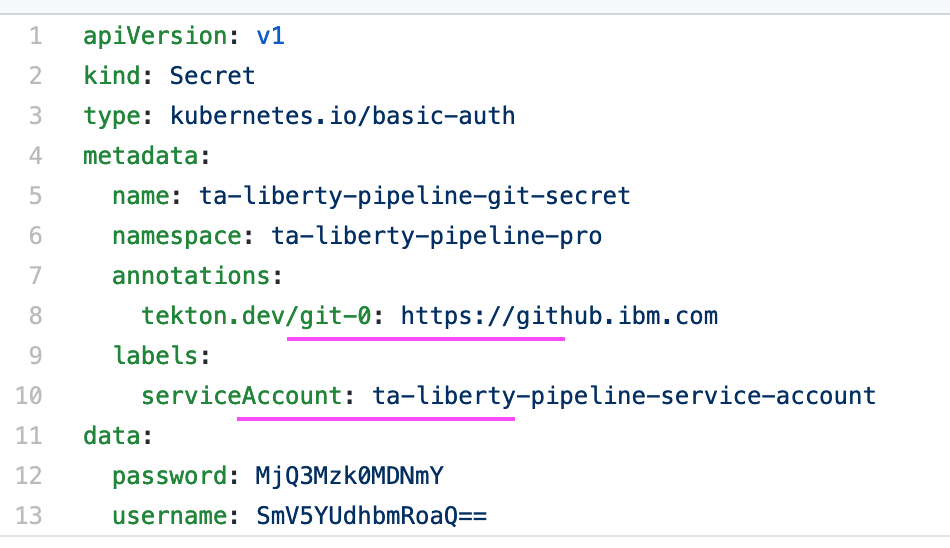 1 apiVersion: v1
2 kind: Secret
3 type: kubernetes.io/basic-auth
4 metadata:
5 name: ta-liberty-pipeline-git-secret
6 namespace: ta-liberty-pipeline-pro
7 annotations:
8 tekton.dev/git-0: https://github.ibm.com
9 labels:
10 serviceAccount: ta-liberty-pipeline-service-account
11 data:
12 password: MjQ3Mzk0MDNmY
13 username: SmV5YUdhbmRoaQ==